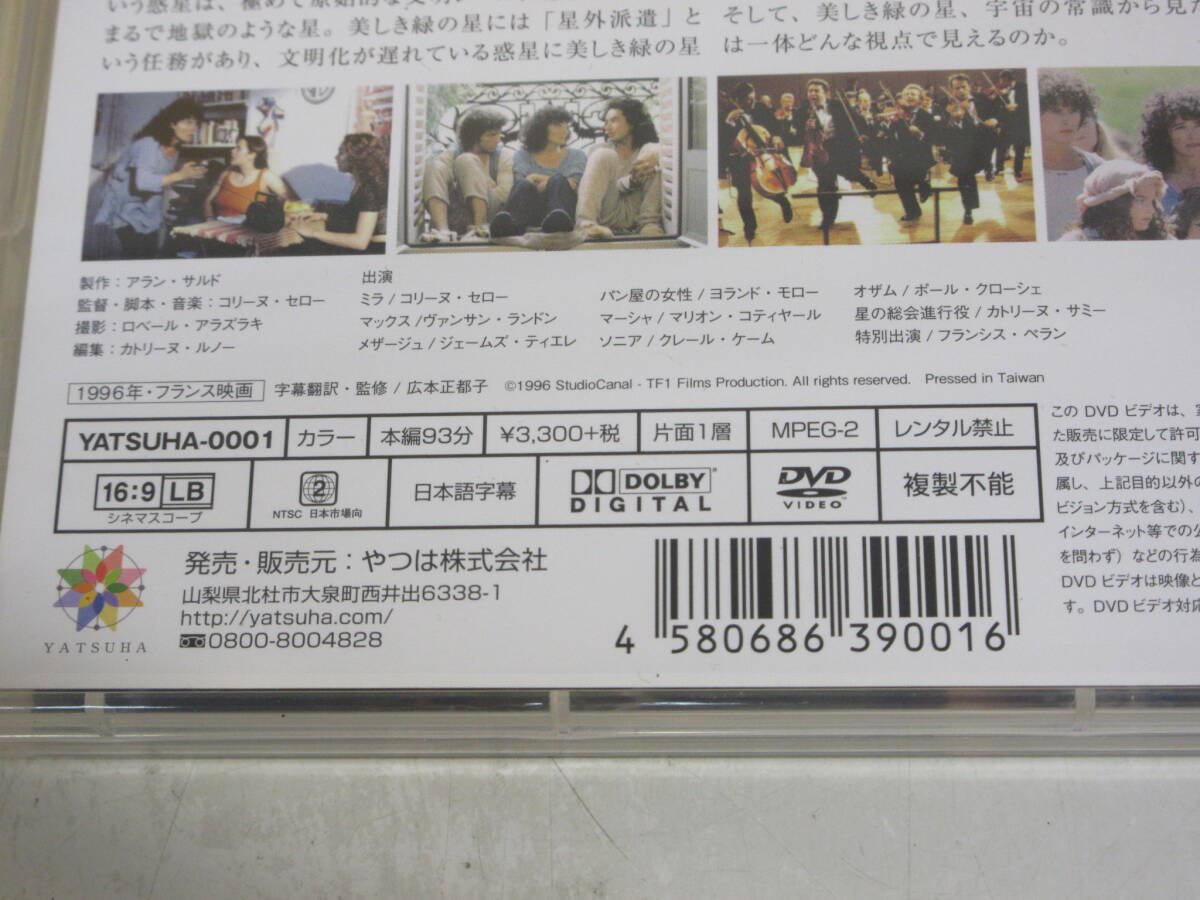 いう惑星は、極めて原始的な文明
まるで地獄のような星。美しき緑の星には「星外派遣」と
いう任務があり、文明化が遅れている惑星に美しき緑の星
そして、美しき緑の星、宇宙の常識から見た
は一体どんな視点で見えるのか。
製作：アラン・サルド
監督・脚本・音楽：コリーヌ・セロー
撮影：ロベール・アラズラキ
編集：カトリーヌ・ルノー
出演
ミラ/コリーヌ・セロー
マックス/ヴァンサン・ランドン
メザージュ/ジェームズ・ティエレ
パン屋の女性/ヨランド・モロー
マーシャ/マリオン・コティヤール
ソニア/クレール・ケーム
オザム/ポール・クローシェ
星の総会進行役/カトリーヌ・サミー
特別出演/フランシス・ペラン
1996年・フランス映画 字幕翻訳・監修/広本正都子 ©1996 StudioCanal - TF1 Films Production. All rights reserved. Pressed in Taiwan
YATSUHA-0001 カラー 本編93分 ¥3,300+税 片面1層 MPEG-2 レンタル禁止
16:9 LB
シネマスコープ
2
NTSC 日本市場向
日本語字幕
DOLBY
DIGITAL
DVD
VIDEO
複製不能
YATSUHA
発売・販売元：やつは株式会社
山梨県北杜市大泉町西井出6338-1
http://yatsuha.com/
0800-8004828
4 580686 390016
この DVD ビデオは、
た販売に限定して許可
及びパッケージに関す
属し、上記目的以外の
ビジョン方式を含む)、
インターネット等での公
を問わず）などの行為
DVD ビデオは映像と
す。DVD ビデオ対応